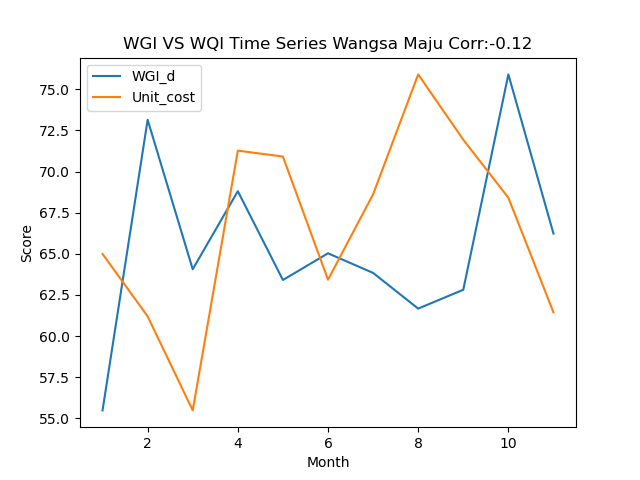 WGI VS WQI Time Series Wangsa Maju Corr:-0.12
WGI_d
Unit_cost
75.0
72.5
70.0
67.5
65.0
62.5
60.0
57.5
55.0
Score
2 4 6 8 10
Month